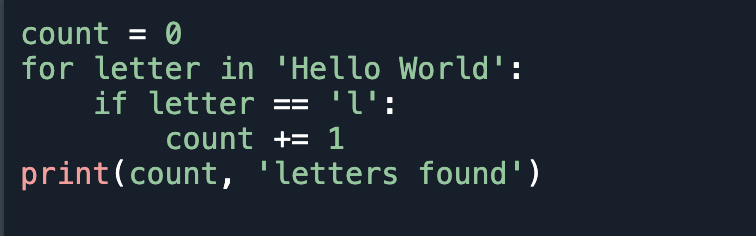 count = 0
for letter in 'Hello World':
    if letter == 'l':
        count += 1
print(count, 'letters found')